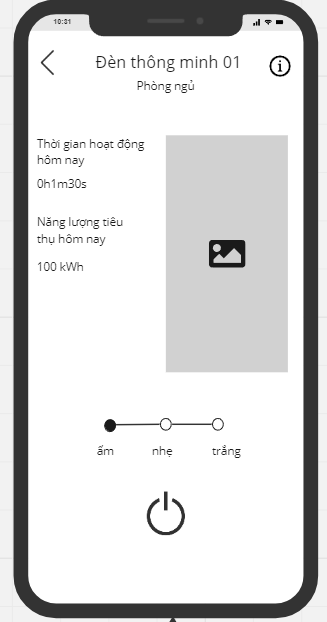 10:31
Đèn thông minh 01
Phòng ngủ
Thời gian hoạt động
hôm nay
0h1m30s
Năng lượng tiêu
thụ hôm nay
100 kWh
ấm nhẹ trắng